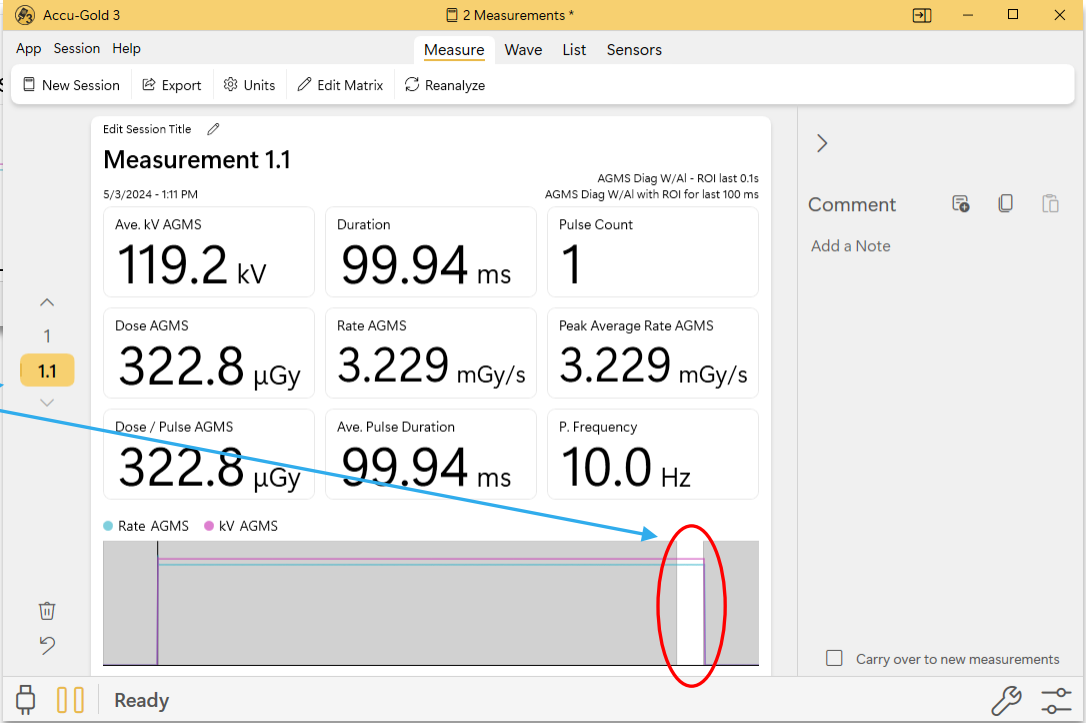 Accu-Gold 3
2 Measurements *
App Session Help
Measure Wave List Sensors
New Session Export Units Edit Matrix Reanalyze
Edit Session Title
Measurement 1.1
AGMS Diag W/Al - ROI last 0.1s
5/3/2024 - 1:11 PM
AGMS Diag W/Al with ROI for last 100 ms
Ave. kV AGMS
119.2 kV
Duration
99.94 ms
Pulse Count
1
Dose AGMS
322.8 µGy
Rate AGMS
3.229 mGy/s
Peak Average Rate AGMS
3.229 mGy/s
Dose / Pulse AGMS
322.8 µGy
Ave. Pulse Duration
99.94 ms
P. Frequency
10.0 Hz
Rate AGMS kV AGMS
1
1.1
Comment
Add a Note
Carry over to new measurements
Ready